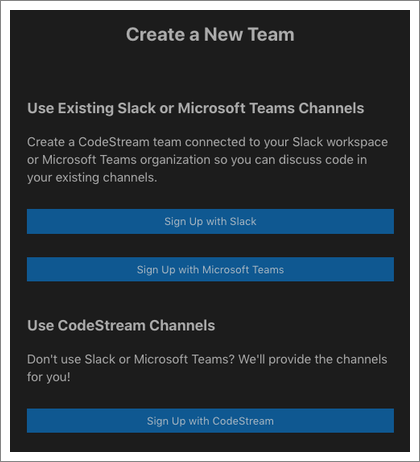 Create a New Team
Use Existing Slack or Microsoft Teams Channels
Create a CodeStream team connected to your Slack workspace
or Microsoft Teams organization so you can discuss code in
your existing channels.
Sign Up with Slack
Sign Up with Microsoft Teams
Use CodeStream Channels
Don't use Slack or Microsoft Teams? We'll provide the channels
for you!
Sign Up with CodeStream